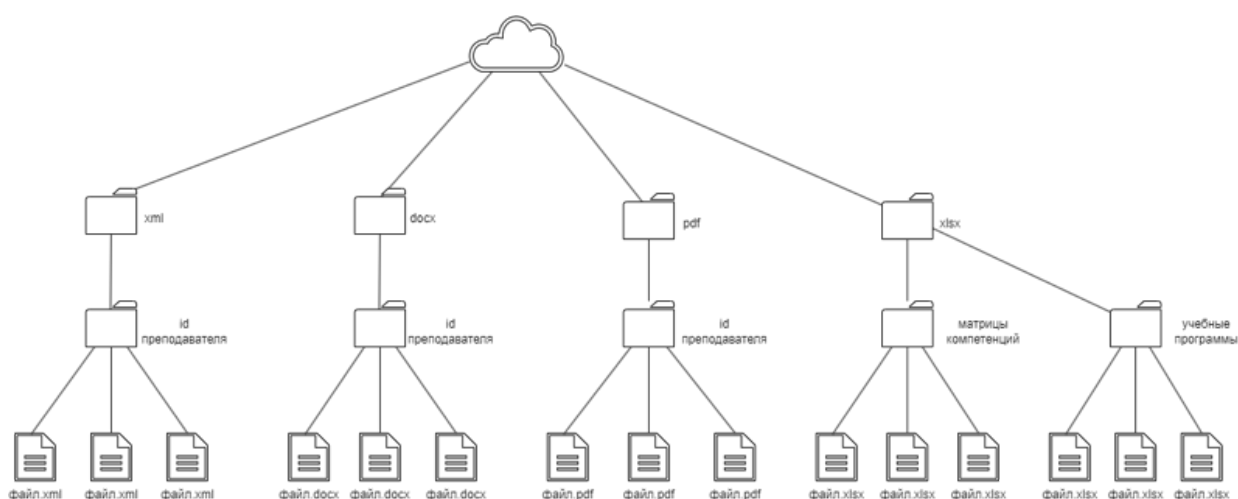 xml
docx
pdf
xlsx
id
преподавателя
id
преподавателя
id
преподавателя
матрицы
компетенций
учебные
программы
файл.xml файл.xml файл.xml файл.docx файл.docx файл.docx файл.pdf файл.pdf файл.pdf файл.xlsx файл.xlsx файл.xlsx файл.xlsx файл.xlsx файл.xlsx